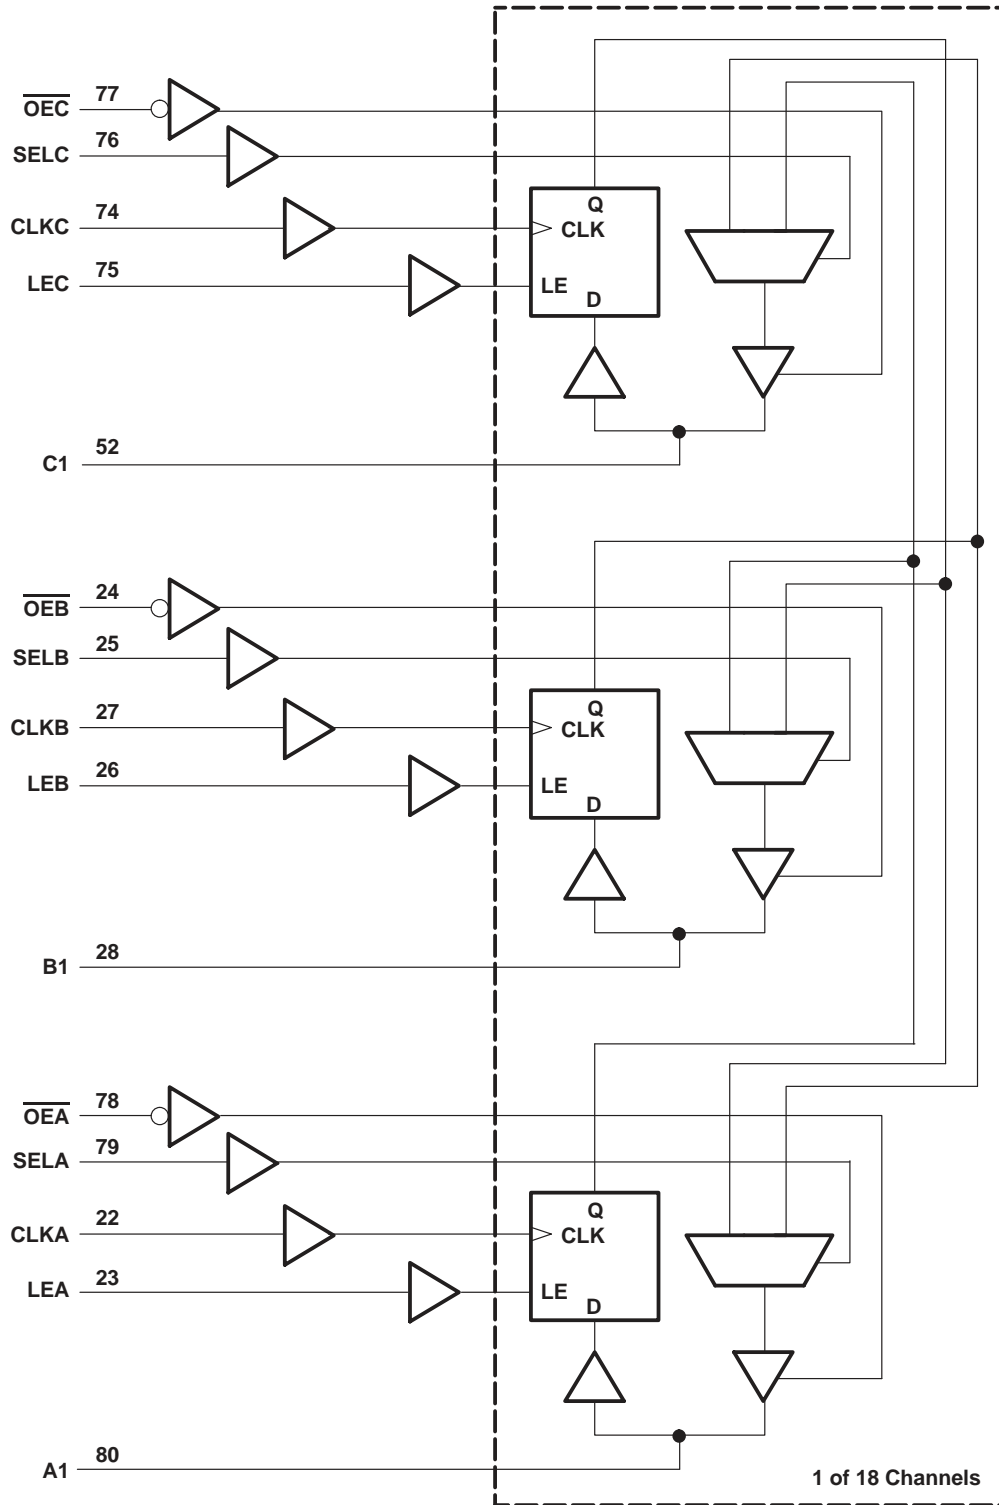 OEC 77
SELC 76
CLKC 74
LEC 75
Q
CLK
LE
D
C1 52
OEB 24
SELB 25
CLKB 27
LEB 26
Q
CLK
LE
D
B1 28
OEA 78
SELA 79
CLKA 22
LEA 23
Q
CLK
LE
D
A1 80
1 of 18 Channels